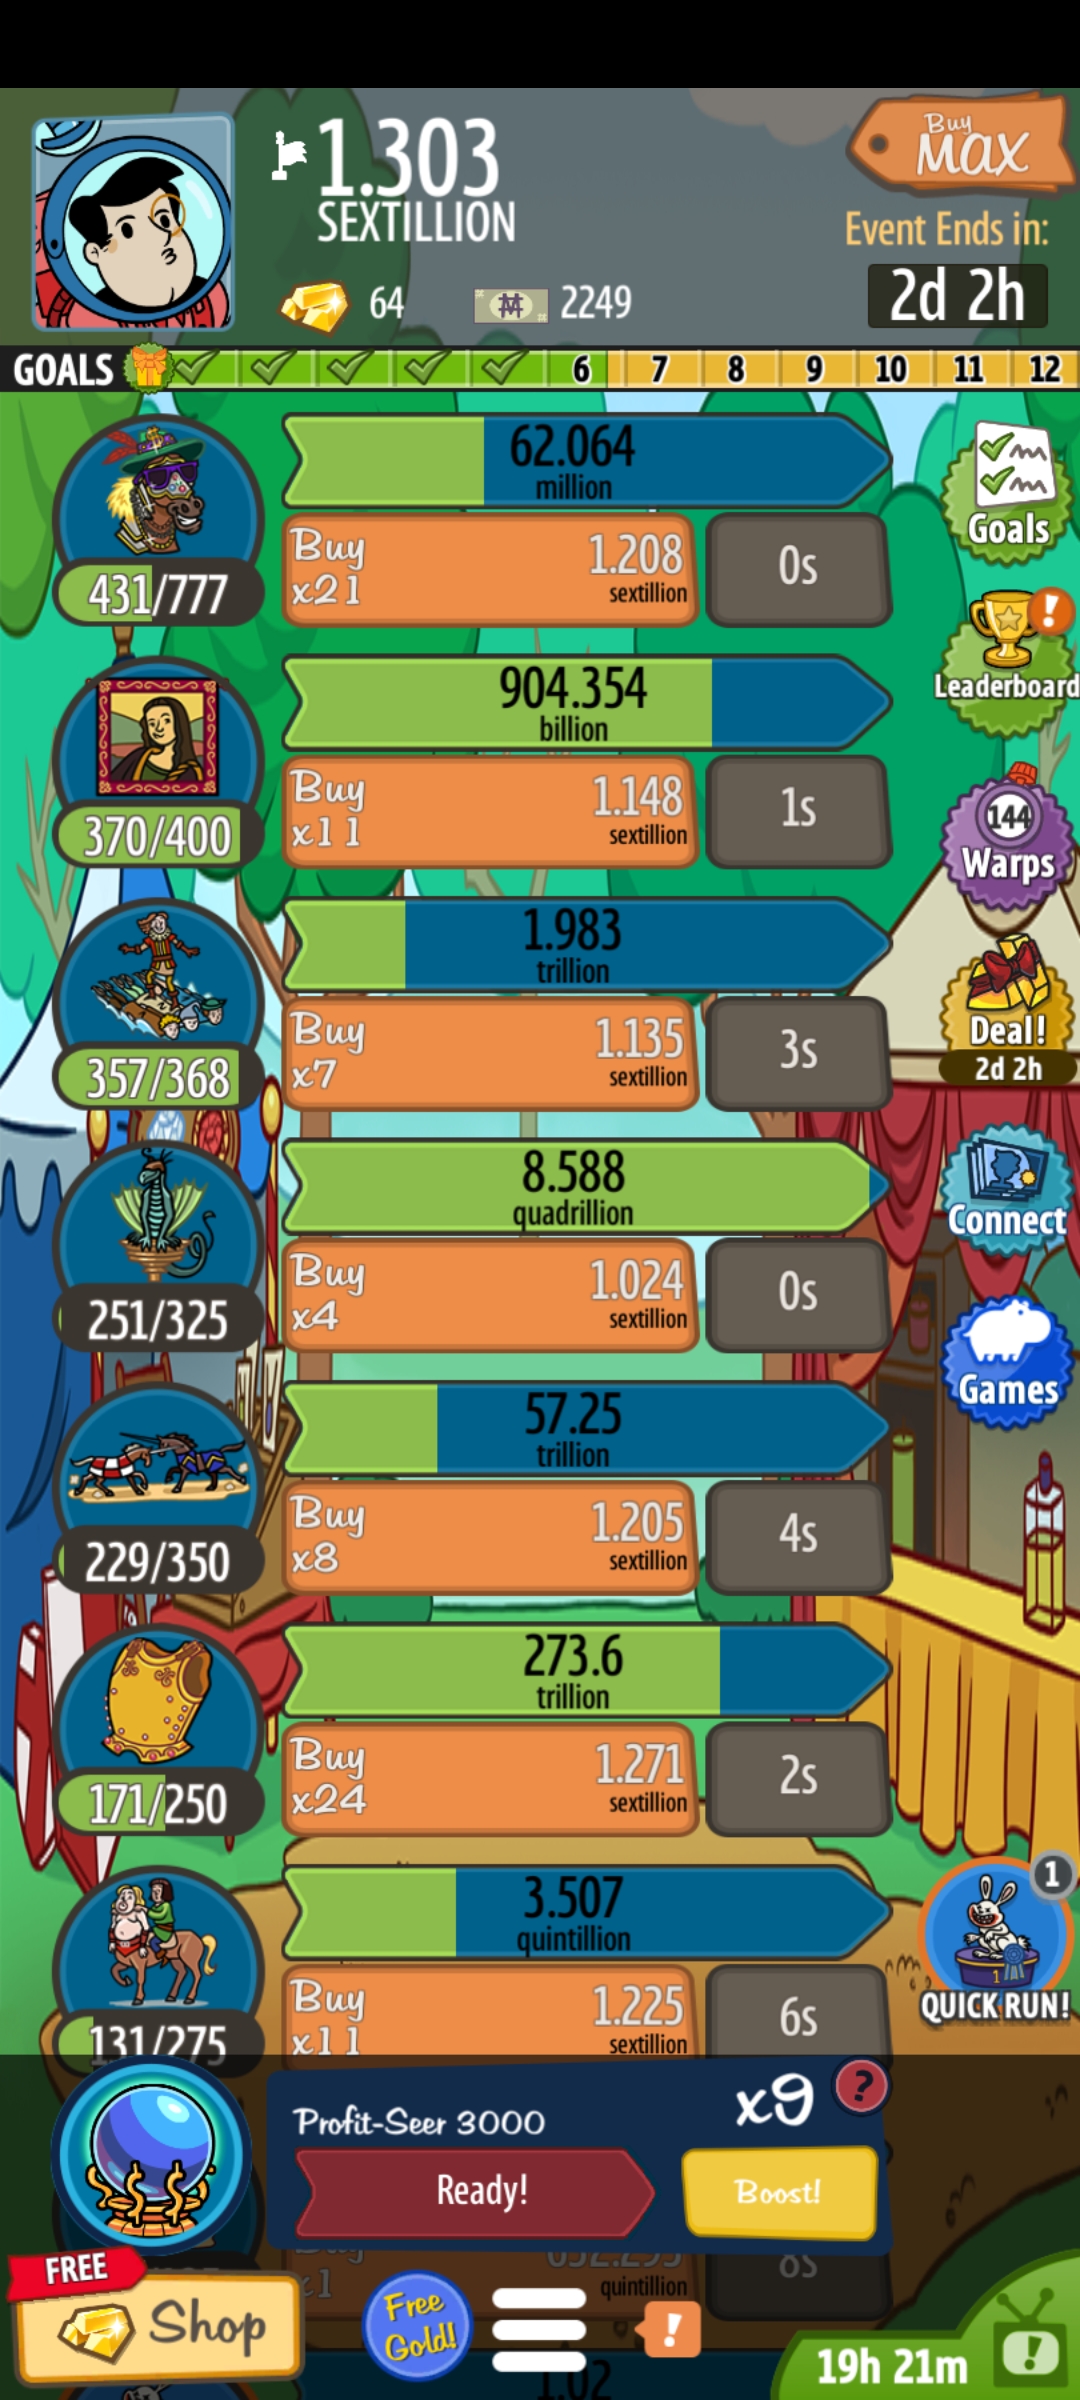 1.303
SEXTILLION
64
2249
Buy
MAX
Event Ends in:
2d 2h
GOALS 6 7 8 9 10 11 12
62.064
million
Buy
x21
1.208
sextillion
0s
431/777
Goals
Leaderboard
904.354
billion
Buy
x11
1.148
sextillion
1s
370/400
144
Warps
1.983
trillion
Buy
x7
1.135
sextillion
3s
357/368
Deal!
2d 2h
8.588
quadrillion
Buy
x4
1.024
sextillion
0s
251/325
Connect
Games
57.25
trillion
Buy
x8
1.205
sextillion
4s
229/350
273.6
trillion
Buy
x24
1.271
sextillion
2s
171/250
3.507
quintillion
Buy
x11
1.225
sextillion
6s
131/275
1
QUICK RUN!
Profit-Seer 3000
x9
?
Ready!
Boost!
x1
quintillion
8s
FREE
Shop
Free
Gold!
!
19h 21m
1.02